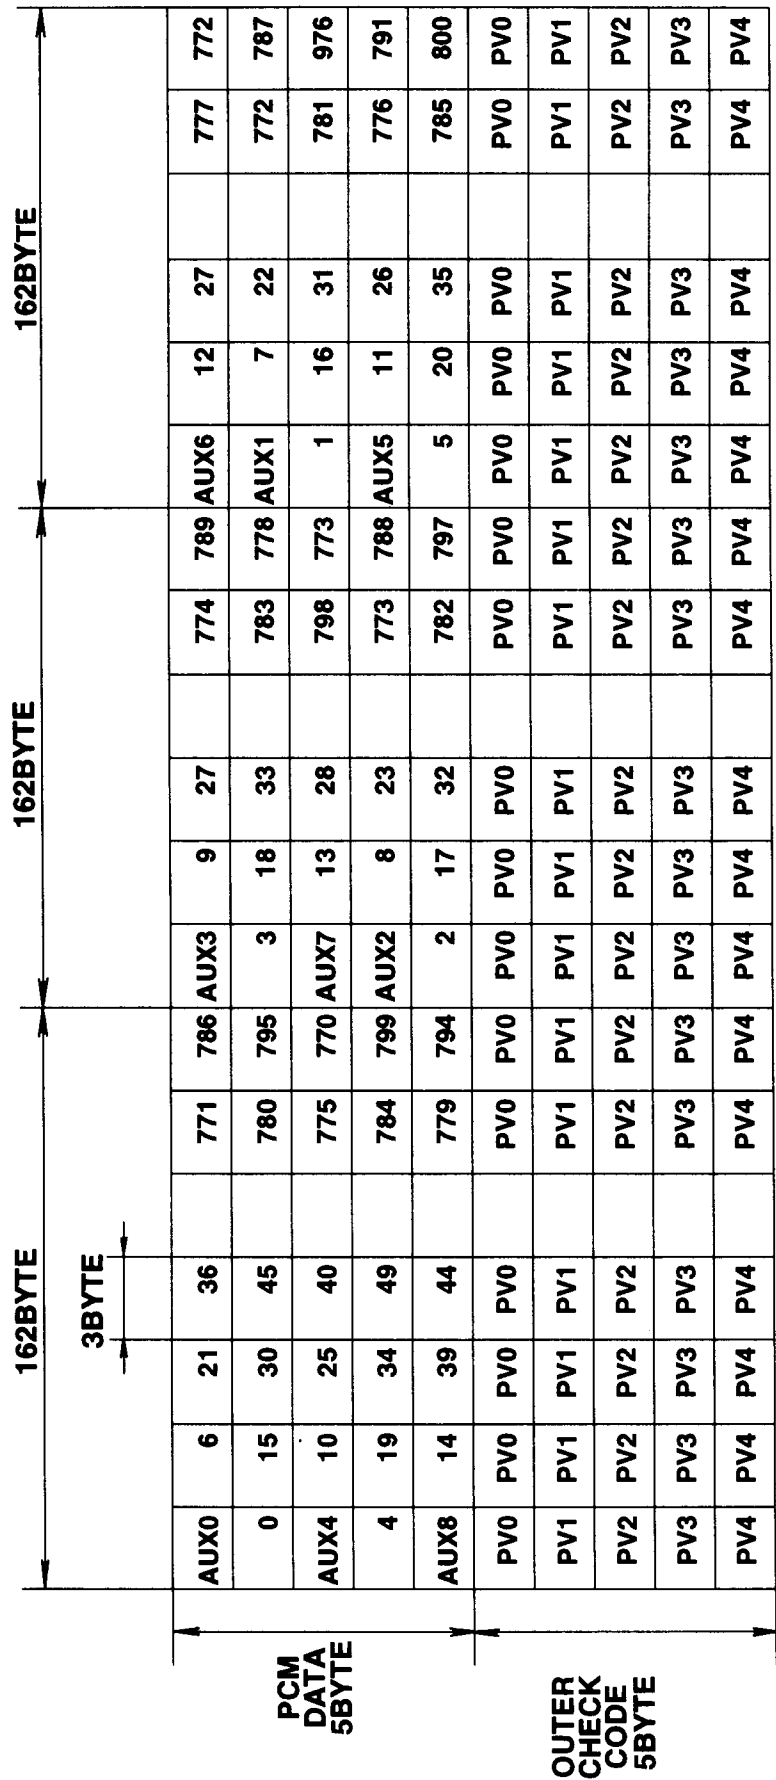 162BYTE 162BYTE 162BYTE
3BYTE
PCM
DATA
5BYTE
AUX0 6 21 36 771 786 AUX3 9 27 774 789 AUX6 12 27 777 772
0 15 30 45 780 795 3 18 33 783 778 AUX1 7 22 772 787
AUX4 10 25 40 775 770 AUX7 13 28 798 773 1 16 31 781 976
4 19 34 49 784 799 AUX2 8 23 773 788 AUX5 11 26 776 791
AUX8 14 39 44 779 794 2 17 32 782 797 5 20 35 785 800
OUTER
CHECK
CODE
5BYTE
PV0 PV0 PV0 PV0 PV0 PV0 PV0 PV0 PV0 PV0 PV0 PV0 PV0 PV0 PV0 PV0
PV1 PV1 PV1 PV1 PV1 PV1 PV1 PV1 PV1 PV1 PV1 PV1 PV1 PV1 PV1 PV1
PV2 PV2 PV2 PV2 PV2 PV2 PV2 PV2 PV2 PV2 PV2 PV2 PV2 PV2 PV2 PV2
PV3 PV3 PV3 PV3 PV3 PV3 PV3 PV3 PV3 PV3 PV3 PV3 PV3 PV3 PV3 PV3
PV4 PV4 PV4 PV4 PV4 PV4 PV4 PV4 PV4 PV4 PV4 PV4 PV4 PV4 PV4 PV4